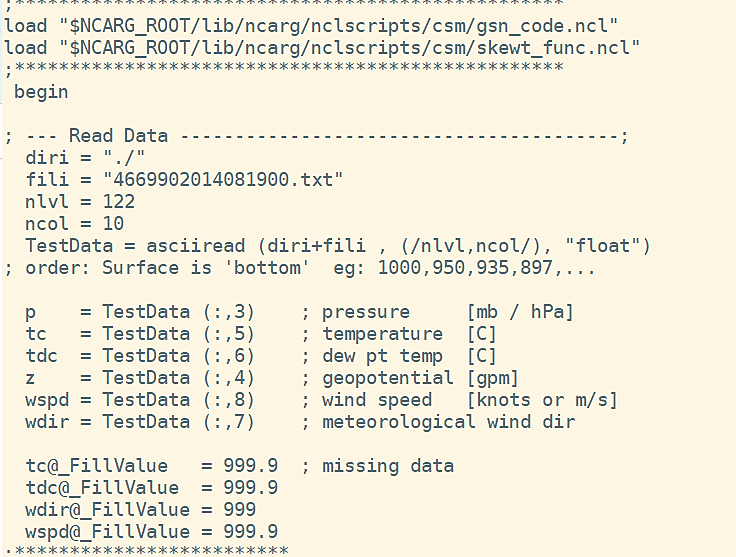 ;**************************************************
load "$NCARG_ROOT/lib/ncarg/nclscripts/csm/gsn_code.ncl"
load "$NCARG_ROOT/lib/ncarg/nclscripts/csm/skewt_func.ncl"
;**************************************************
begin
; --- Read Data ----------------------------------------;
diri = "./"
fili = "4669902014081900.txt"
nlvl = 122
ncol = 10
TestData = asciiread (diri+fili , (/nlvl,ncol/), "float")
; order: Surface is 'bottom'  eg: 1000,950,935,897,...
p    = TestData (:,3)    ; pressure     [mb / hPa]
tc   = TestData (:,5)    ; temperature  [C]
tdc  = TestData (:,6)    ; dew pt temp  [C]
z    = TestData (:,4)    ; geopotential [gpm]
wspd = TestData (:,8)    ; wind speed   [knots or m/s]
wdir = TestData (:,7)    ; meteorological wind dir
tc@_FillValue   = 999.9  ; missing data
tdc@_FillValue  = 999.9
wdir@_FillValue = 999
wspd@_FillValue = 999.9
;*************************